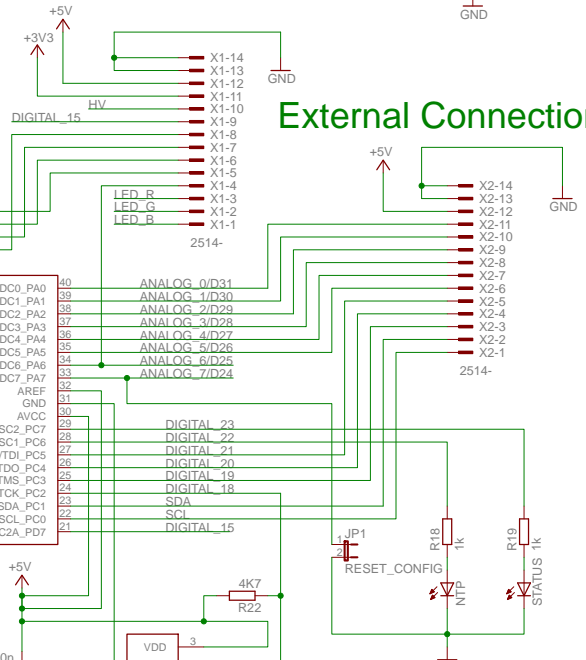 +5V
GND
+3V3
X1-14
X1-13
GND
X1-12
X1-11
HV
X1-10
DIGITAL_15
X1-9
External Connection
X1-8
X1-7
X1-6
X1-5
X1-4
LED_R
X1-3
LED_G
X1-2
LED_B
X1-1
2514-
+5V
X2-14
X2-13
GND
X2-12
X2-11
X2-10
X2-9
X2-8
X2-7
X2-6
X2-5
X2-4
X2-3
X2-2
X2-1
2514-
DC0_PA0 40 ANALOG_0/D31
DC1_PA1 39 ANALOG_1/D30
DC2_PA2 38 ANALOG_2/D29
DC3_PA3 37 ANALOG_3/D28
DC4_PA4 36 ANALOG_4/D27
DC5_PA5 35 ANALOG_5/D26
DC6_PA6 34 ANALOG_6/D25
DC7_PA7 33 ANALOG_7/D24
AREF 32
GND 31
AVCC 30
SC2_PC7 29 DIGITAL_23
SC1_PC6 28 DIGITAL_22
/TDI_PC5 27 DIGITAL_21
TDO_PC4 26 DIGITAL_20
TMS_PC3 25 DIGITAL_19
TCK_PC2 24 DIGITAL_18
SDA_PC1 23 SDA
SCL_PC0 22 SCL
C2A_PD7 21 DIGITAL_15
JP1
1
2
RESET_CONFIG
R18
1k
NTP
R19
1k
STATUS
+5V
4K7
R22
VDD 3
0p